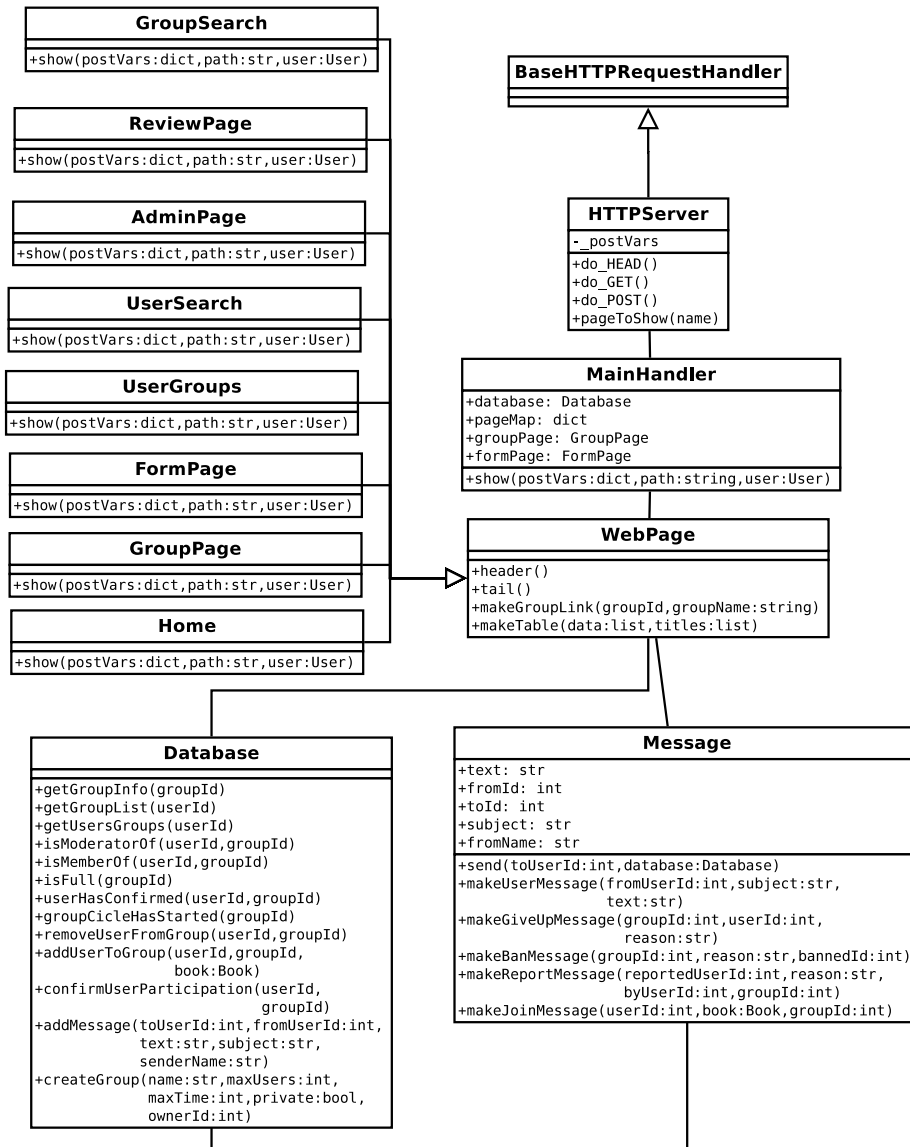 GroupSearch
+show(postVars:dict,path:str,user:User)
ReviewPage
+show(postVars:dict,path:str,user:User)
AdminPage
+show(postVars:dict,path:str,user:User)
UserSearch
+show(postVars:dict,path:str,user:User)
UserGroups
+show(postVars:dict,path:str,user:User)
FormPage
+show(postVars:dict,path:str,user:User)
GroupPage
+show(postVars:dict,path:str,user:User)
Home
+show(postVars:dict,path:str,user:User)
BaseHTTPRequestHandler
HTTPServer
-_postVars
+do_HEAD()
+do_GET()
+do_POST()
+pageToShow(name)
MainHandler
+database: Database
+pageMap: dict
+groupPage: GroupPage
+formPage: FormPage
+show(postVars:dict,path:string,user:User)
WebPage
+header()
+tail()
+makeGroupLink(groupId,groupName:string)
+makeTable(data:list,titles:list)
Database
+getGroupInfo(groupId)
+getGroupList(userId)
+getUsersGroups(userId)
+isModeratorOf(userId,groupId)
+isMemberOf(userId,groupId)
+isFull(groupId)
+userHasConfirmed(userId,groupId)
+groupCicleHasStarted(groupId)
+removeUserFromGroup(userId,groupId)
+addUserToGroup(userId,groupId,
book:Book)
+confirmUserParticipation(userId,
groupId)
+addMessage(toUserId:int,fromUserId:int,
text:str,subject:str,
senderName:str)
+createGroup(name:str,maxUsers:int,
maxTime:int,private:bool,
ownerId:int)
Message
+text: str
+fromId: int
+toId: int
+subject: str
+fromName: str
+send(toUserId:int,database:Database)
+makeUserMessage(fromUserId:int,subject:str,
text:str)
+makeGiveUpMessage(groupId:int,userId:int,
reason:str)
+makeBanMessage(groupId:int,reason:str,bannedId:int)
+makeReportMessage(reportedUserId:int,reason:str,
byUserId:int,groupId:int)
+makeJoinMessage(userId:int,book:Book,groupId:int)